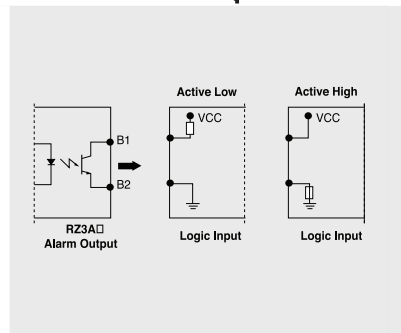 Active Low
Active High
VCC
VCC
B1
B2
RZ3A□
Alarm Output
Logic Input
Logic Input